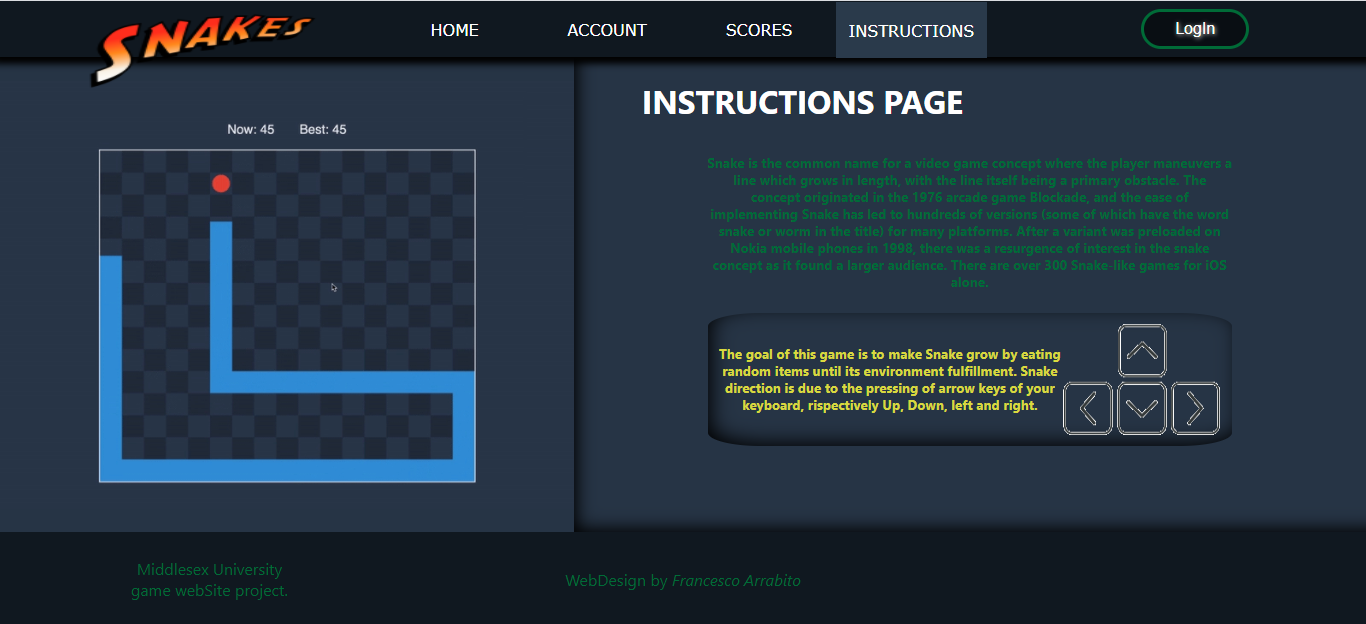 SNAKES
HOME
ACCOUNT
SCORES
INSTRUCTIONS
LogIn
Now: 45
Best: 45
INSTRUCTIONS PAGE
Snake is the common name for a video game concept where the player maneuvers a
line which grows in length, with the line itself being a primary obstacle. The
concept originated in the 1976 arcade game Blockade, and the ease of
implementing Snake has led to hundreds of versions (some of which have the word
snake or worm in the title) for many platforms. After a variant was preloaded on
Nokia mobile phones in 1998, there was a resurgence of interest in the snake
concept as it found a larger audience. There are over 300 Snake-like games for iOS
alone.
The goal of this game is to make Snake grow by eating
random items until its environment fulfillment. Snake
direction is due to the pressing of arrow keys of your
keyboard, rispectively Up, Down, left and right.
Middlesex University
game webSite project.
WebDesign by Francesco Arrabito